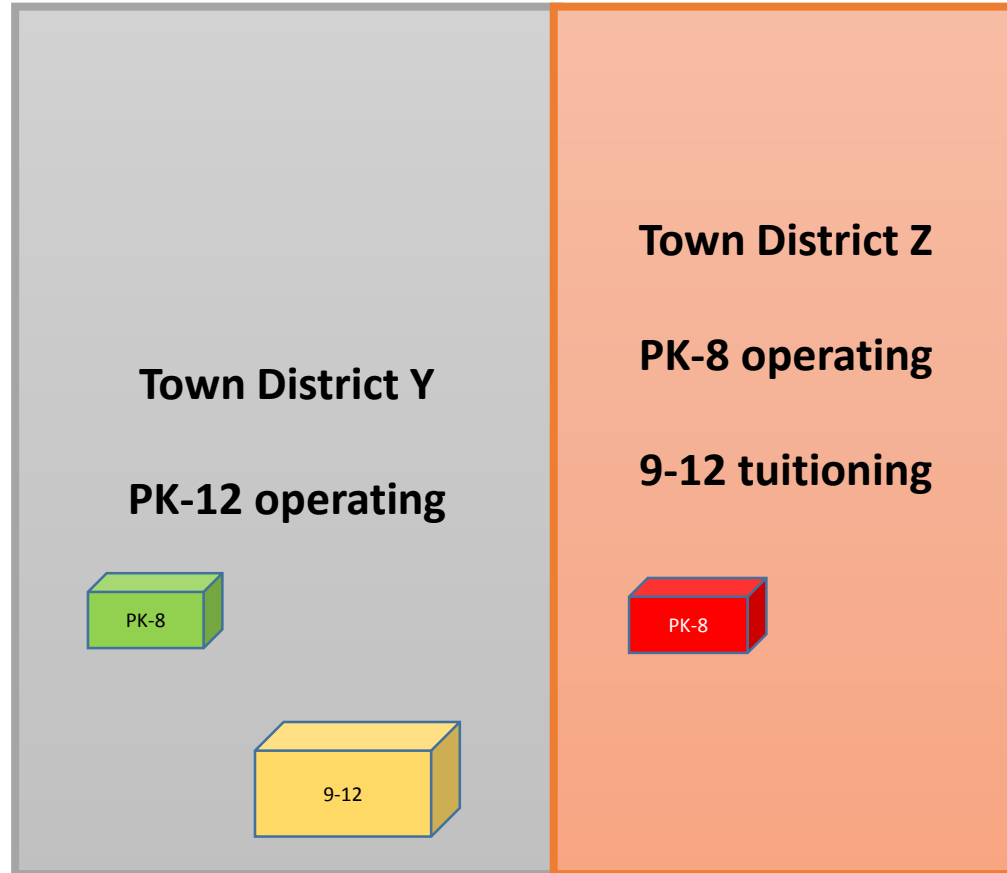 Town District Y
PK-12 operating
PK-8
9-12
Town District Z
PK-8 operating
9-12 tuitioning
PK-8